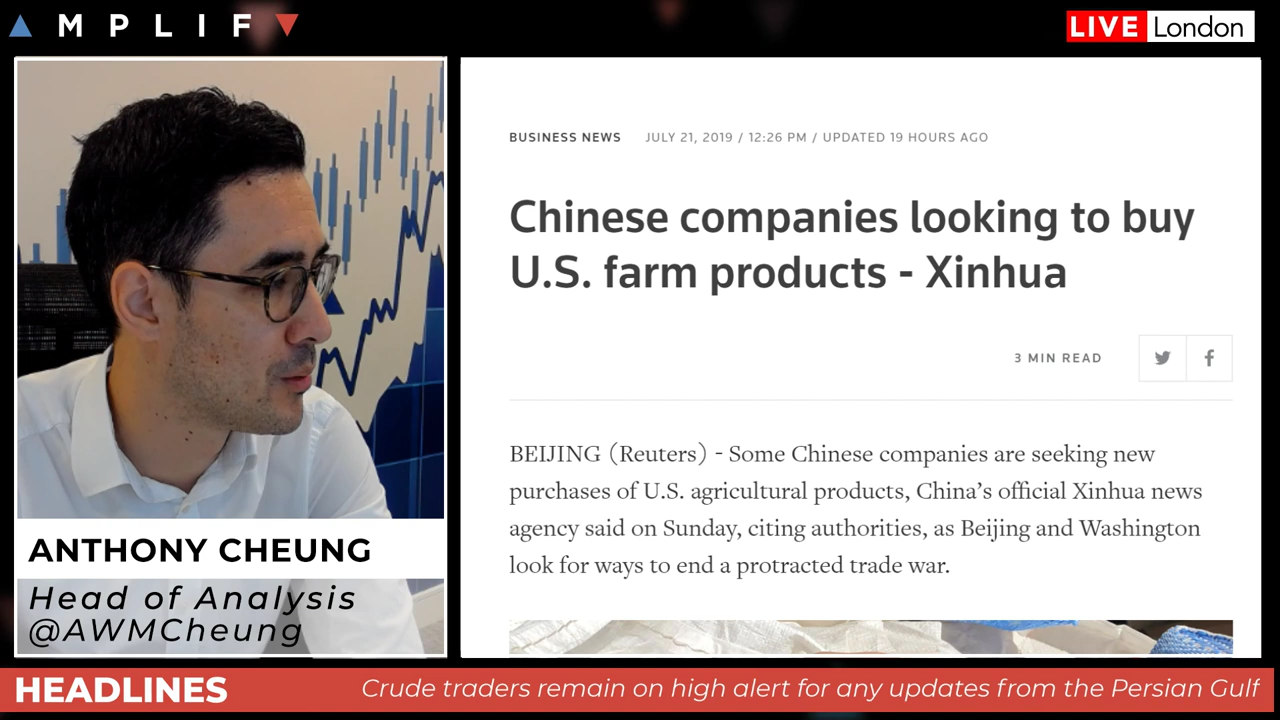 AMPLIFY
LIVE London
BUSINESS NEWS JULY 21, 2019 / 12:26 PM / UPDATED 19 HOURS AGO
Chinese companies looking to buy
U.S. farm products - Xinhua
3 MIN READ
BEIJING (Reuters) - Some Chinese companies are seeking new
purchases of U.S. agricultural products, China’s official Xinhua news
agency said on Sunday, citing authorities, as Beijing and Washington
look for ways to end a protracted trade war.
ANTHONY CHEUNG
Head of Analysis
@AWMCheung
HEADLINES Crude traders remain on high alert for any updates from the Persian Gulf